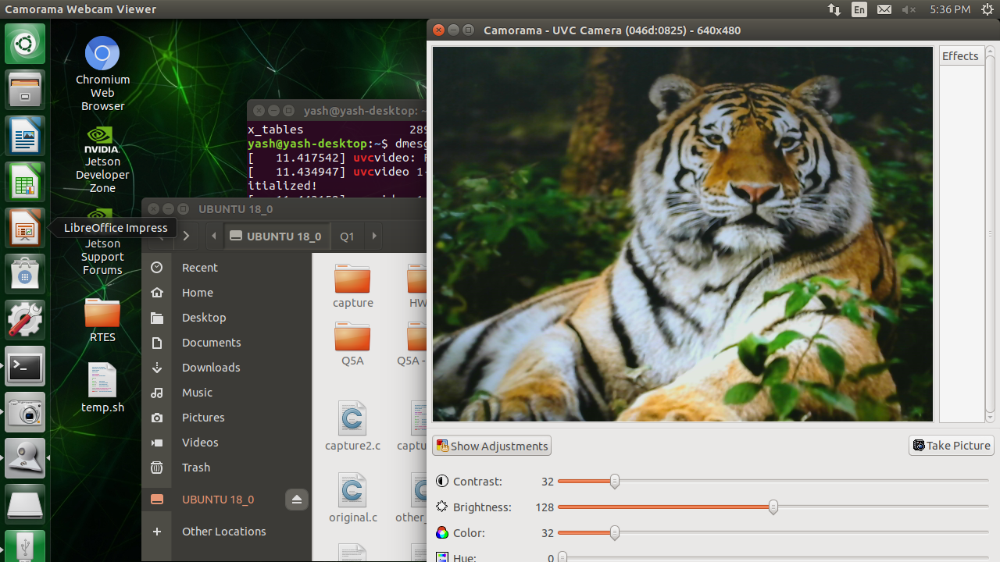 Camorama Webcam Viewer
En
5:36 PM
Chromium
Web
Browser
NVIDIA.
Jetson
Developer
Zone
LibreOffice Impress
Jetson
Support
Forums
RTES
temp.sh
yash@yash-desktop: ~
x_tables 289
yash@yash-desktop:~$ dmesg
[ 11.417542] uvcvideo: F
[ 11.434947] uvcvideo 1-
itialized!
UBUNTU 18_0
UBUNTU 18_0
Q1
Recent
Home
Desktop
Documents
Downloads
Music
Pictures
Videos
Trash
UBUNTU 18_0
Other Locations
capture
HW
Q5A
Q5A -
capture2.c
captu
original.c
other_
Camorama - UVC Camera (046d:0825) - 640x480
Effects
Show Adjustments
Take Picture
Contrast: 32
Brightness: 128
Color: 32
Hue: 0